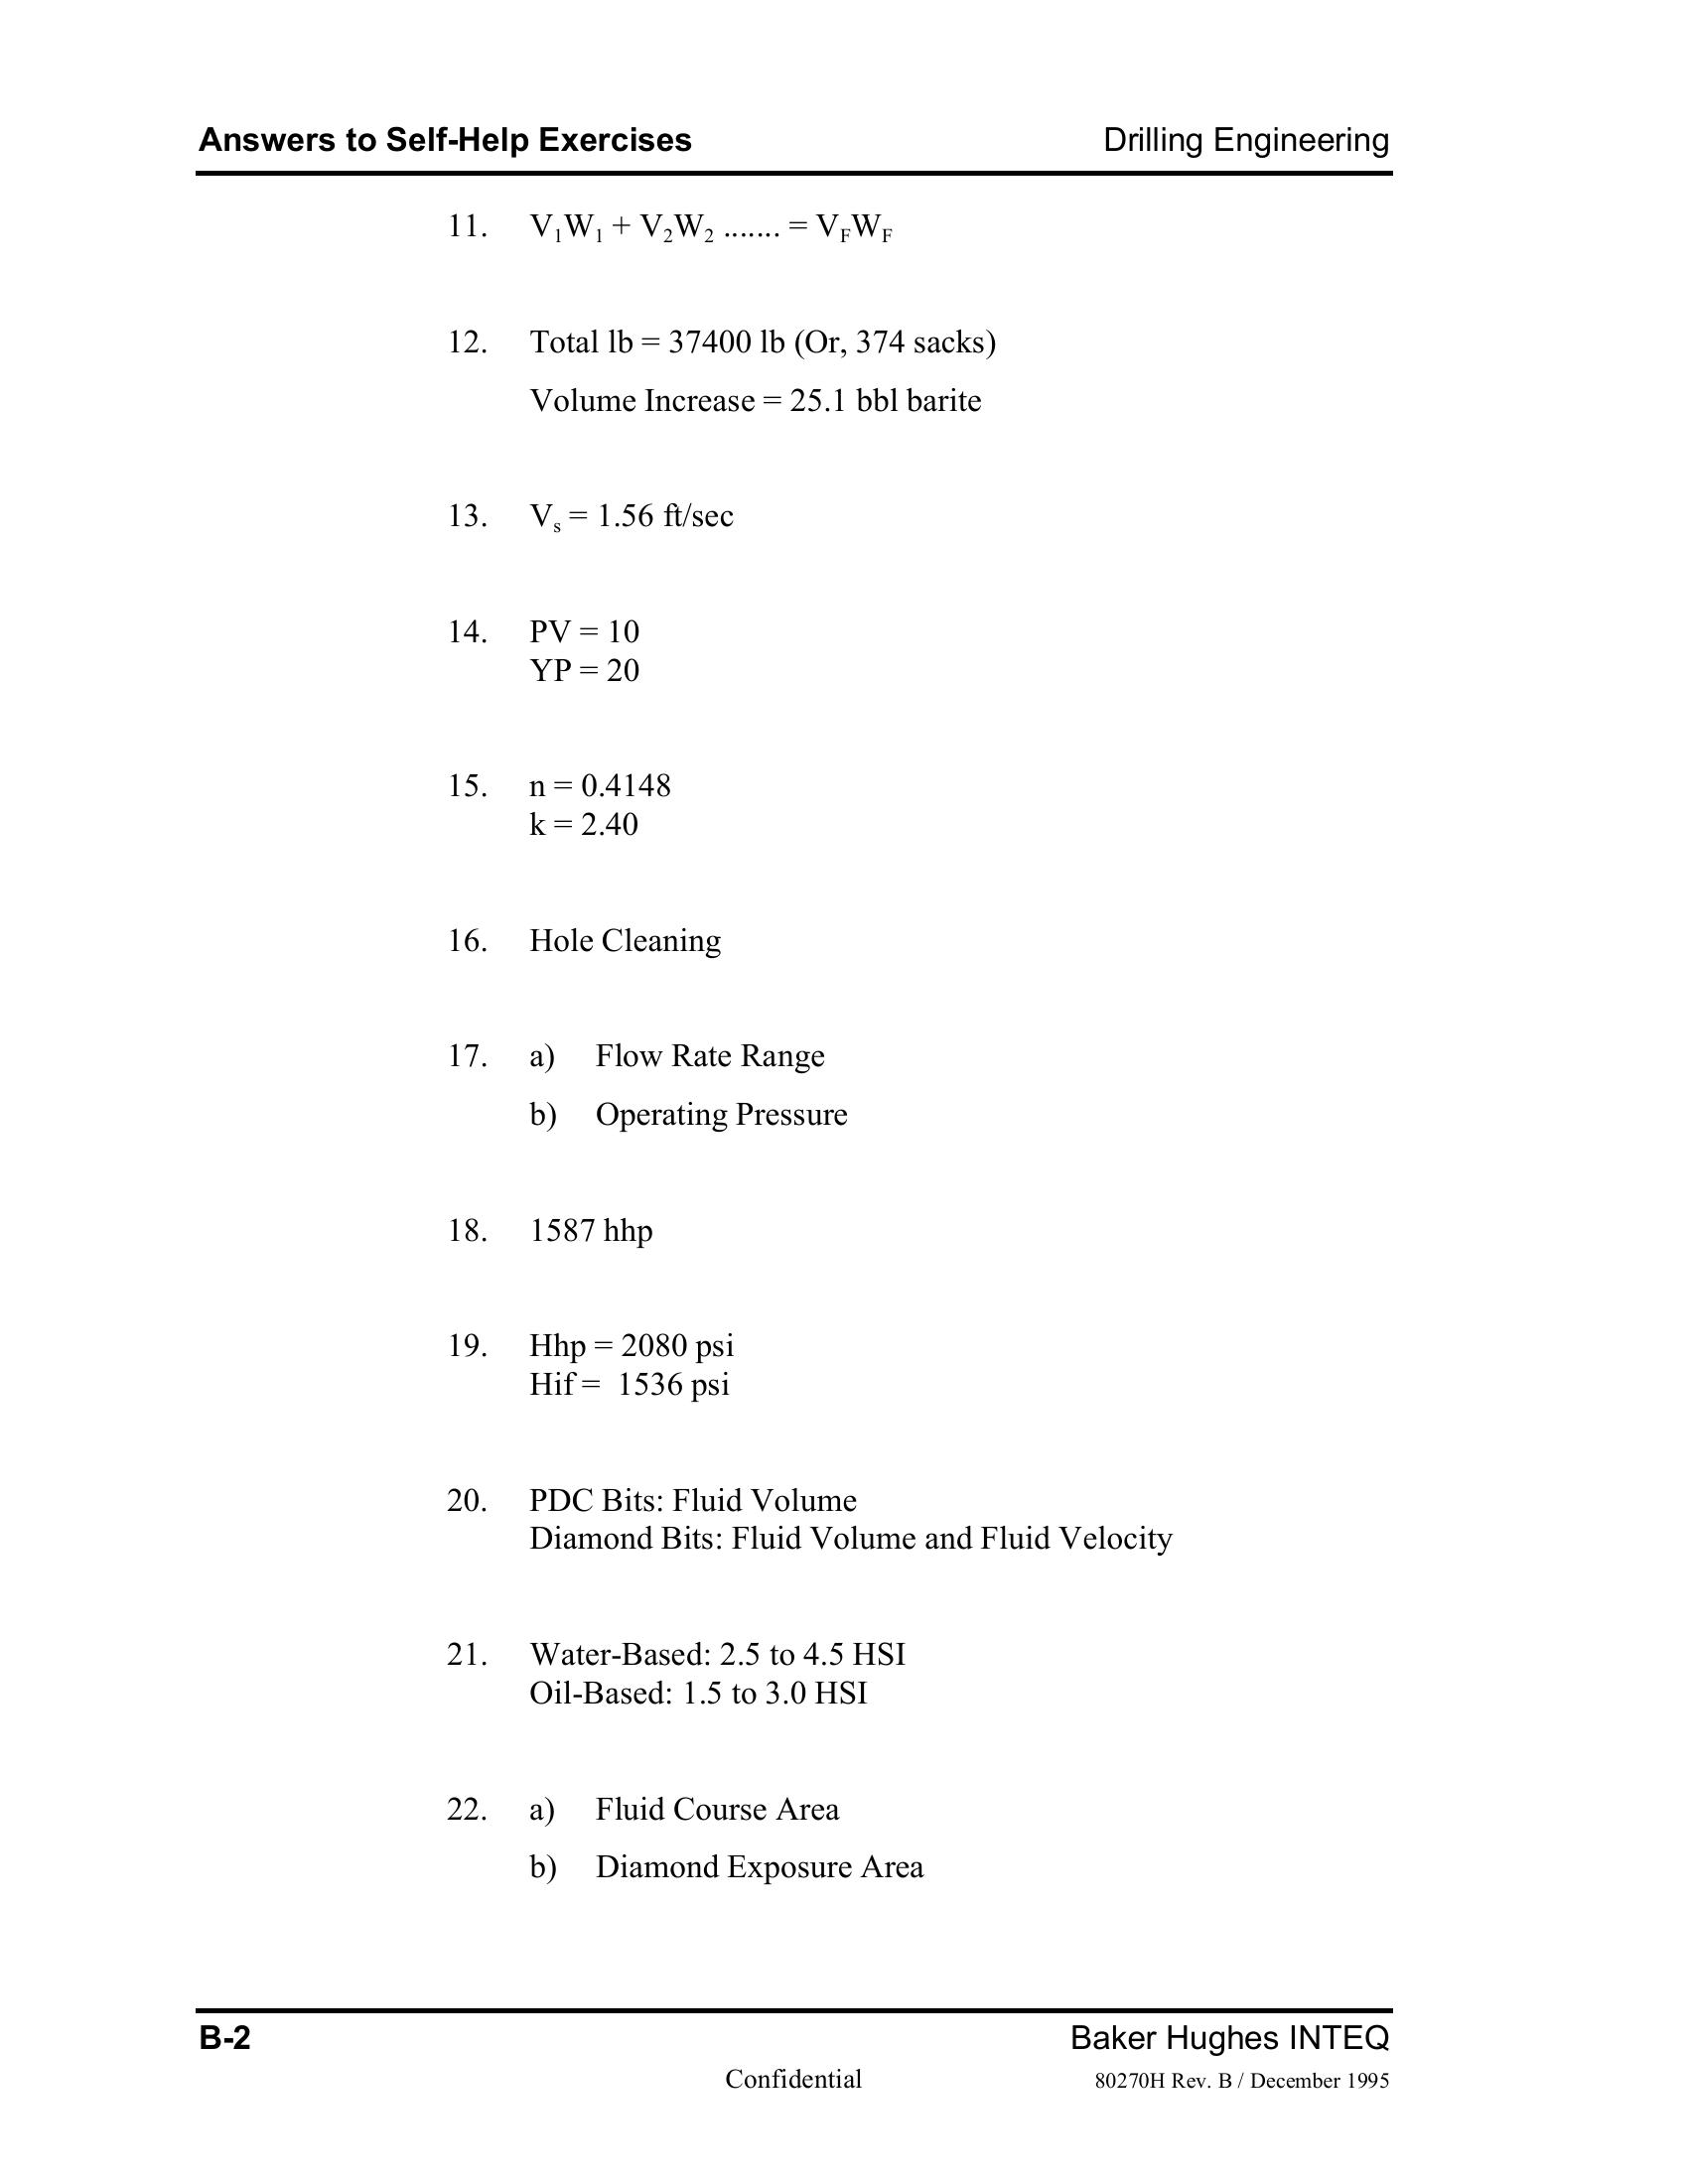 Answers to Self-Help Exercises Drilling Engineering
11. V₁W₁ + V₂W₂ ....... = V_FW_F
12. Total lb = 37400 lb (Or, 374 sacks)
Volume Increase = 25.1 bbl barite
13. Vₛ = 1.56 ft/sec
14. PV = 10
YP = 20
15. n = 0.4148
k = 2.40
16. Hole Cleaning
17. a) Flow Rate Range
b) Operating Pressure
18. 1587 hhp
19. Hhp = 2080 psi
Hif = 1536 psi
20. PDC Bits: Fluid Volume
Diamond Bits: Fluid Volume and Fluid Velocity
21. Water-Based: 2.5 to 4.5 HSI
Oil-Based: 1.5 to 3.0 HSI
22. a) Fluid Course Area
b) Diamond Exposure Area
B-2 Baker Hughes INTEQ
Confidential 80270H Rev. B / December 1995